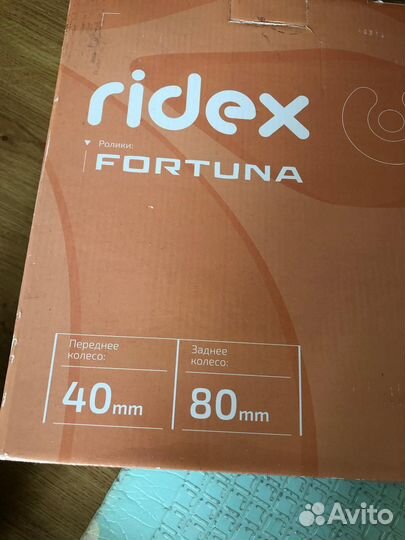 ridex
Ролики:
FORTUNA
Переднее
колесо:
40mm
Заднее
колесо:
80mm
Avito